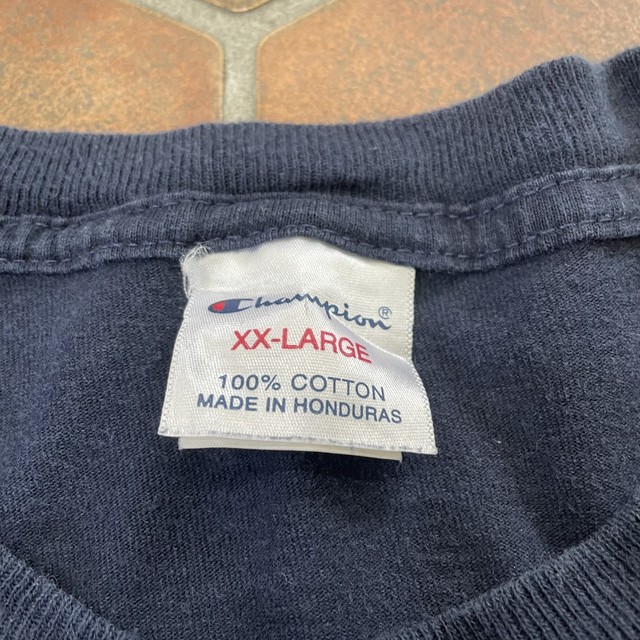 Champion®
XX-LARGE
100% COTTON
MADE IN HONDURAS